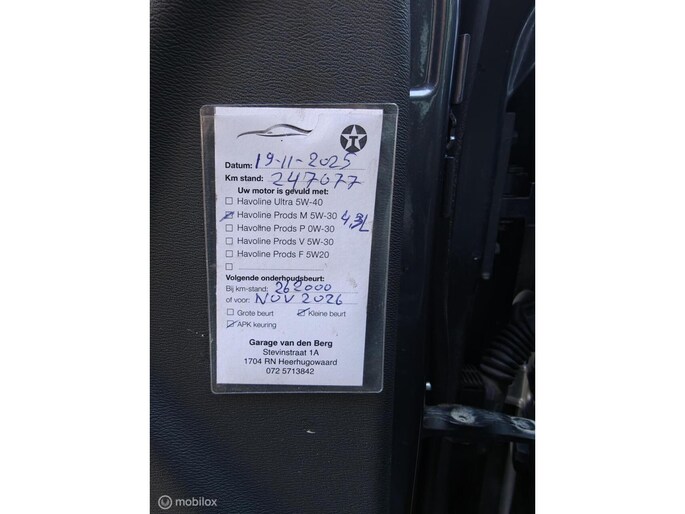 T
Datum: 19-11-2025
Km stand: 247077
Uw motor is gevuld met:
Havoline Ultra 5W-40
Havoline Prods M 5W-30 4,3L
Havoline Prods P 0W-30
Havoline Prods V 5W-30
Havoline Prods F 5W20
Volgende onderhoudsbeurt:
Bij km-stand: 262000
of voor: NOV 2026
Grote beurt Kleine beurt
APK keuring
Garage van den Berg
Stevinstraat 1A
1704 RN Heerhugowaard
072 5713842
mobilox